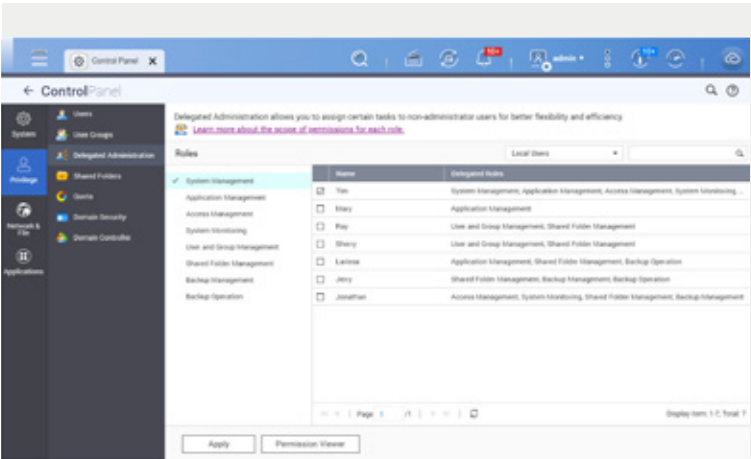 Control Panel X
10+
admin
10+
← ControlPanel
System
Privilege
Network & File
Applications
Users
User Groups
Delegated Administration
Shared Folders
Quota
Domain Security
Domain Controller
Delegated Administration allows you to assign certain tasks to non-administrator users for better flexibility and efficiency.
Learn more about the scope of permissions for each role.
Roles
Local Users
System Management
Application Management
Access Management
System Monitoring
User and Group Management
Shared Folder Management
Backup Management
Backup Operation
Name Delegated Roles
Tim System Management, Application Management, Access Management, System Monitoring, ...
Mary Application Management
Ray User and Group Management, Shared Folder Management
Sherry User and Group Management, Shared Folder Management
Larissa Application Management, Shared Folder Management, Backup Operation
Jerry Shared Folder Management, Backup Management, Backup Operation
Jonathan Access Management, System Monitoring, Shared Folder Management, Backup Management
Page 1 /1
Display item: 1-7, Total: 7
Apply
Permission Viewer